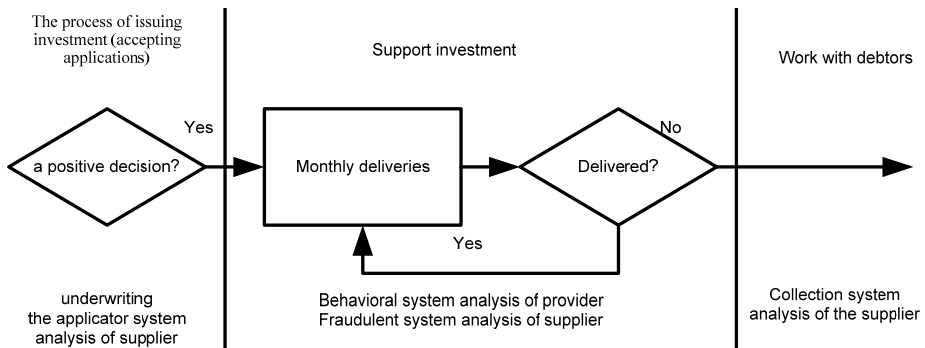 The process of issuing
investment (accepting
applications)
Support investment
Work with debtors
Yes
No
a positive decision?
Monthly deliveries
Delivered?
Yes
underwriting
the applicator system
analysis of supplier
Behavioral system analysis of provider
Fraudulent system analysis of supplier
Collection system
analysis of the supplier